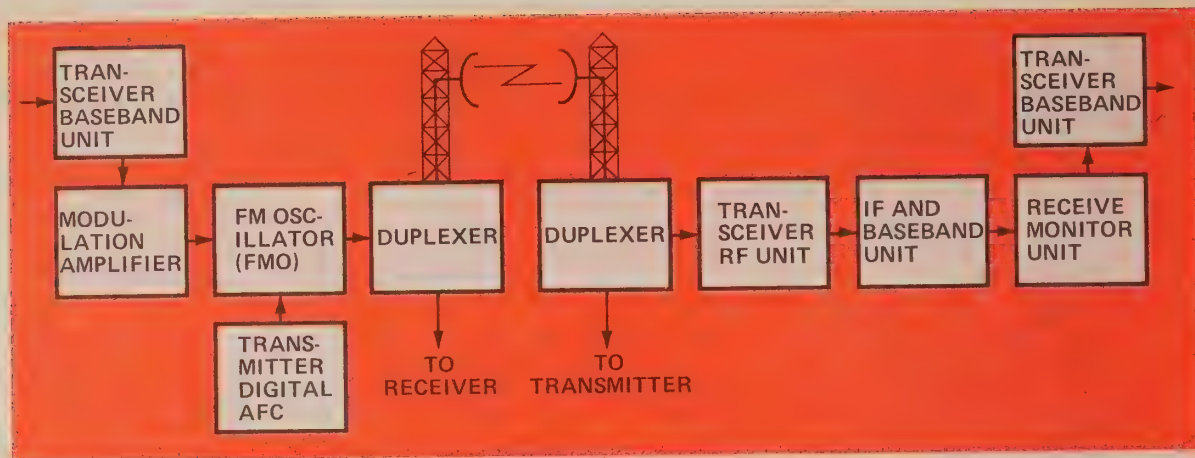 TRAN-
SCEIVER
BASEBAND
UNIT
MODU-
LATION
AMPLIFIER
FM OSC-
ILLATOR
(FMO)
TRANS-
MITTER
DIGITAL
AFC
DUPLEXER
TO
RECEIVER
DUPLEXER
TO
TRANSMITTER
TRAN-
SCEIVER
RF UNIT
IF AND
BASEBAND
UNIT
RECEIVE
MONITOR
UNIT
TRAN-
SCEIVER
BASEBAND
UNIT